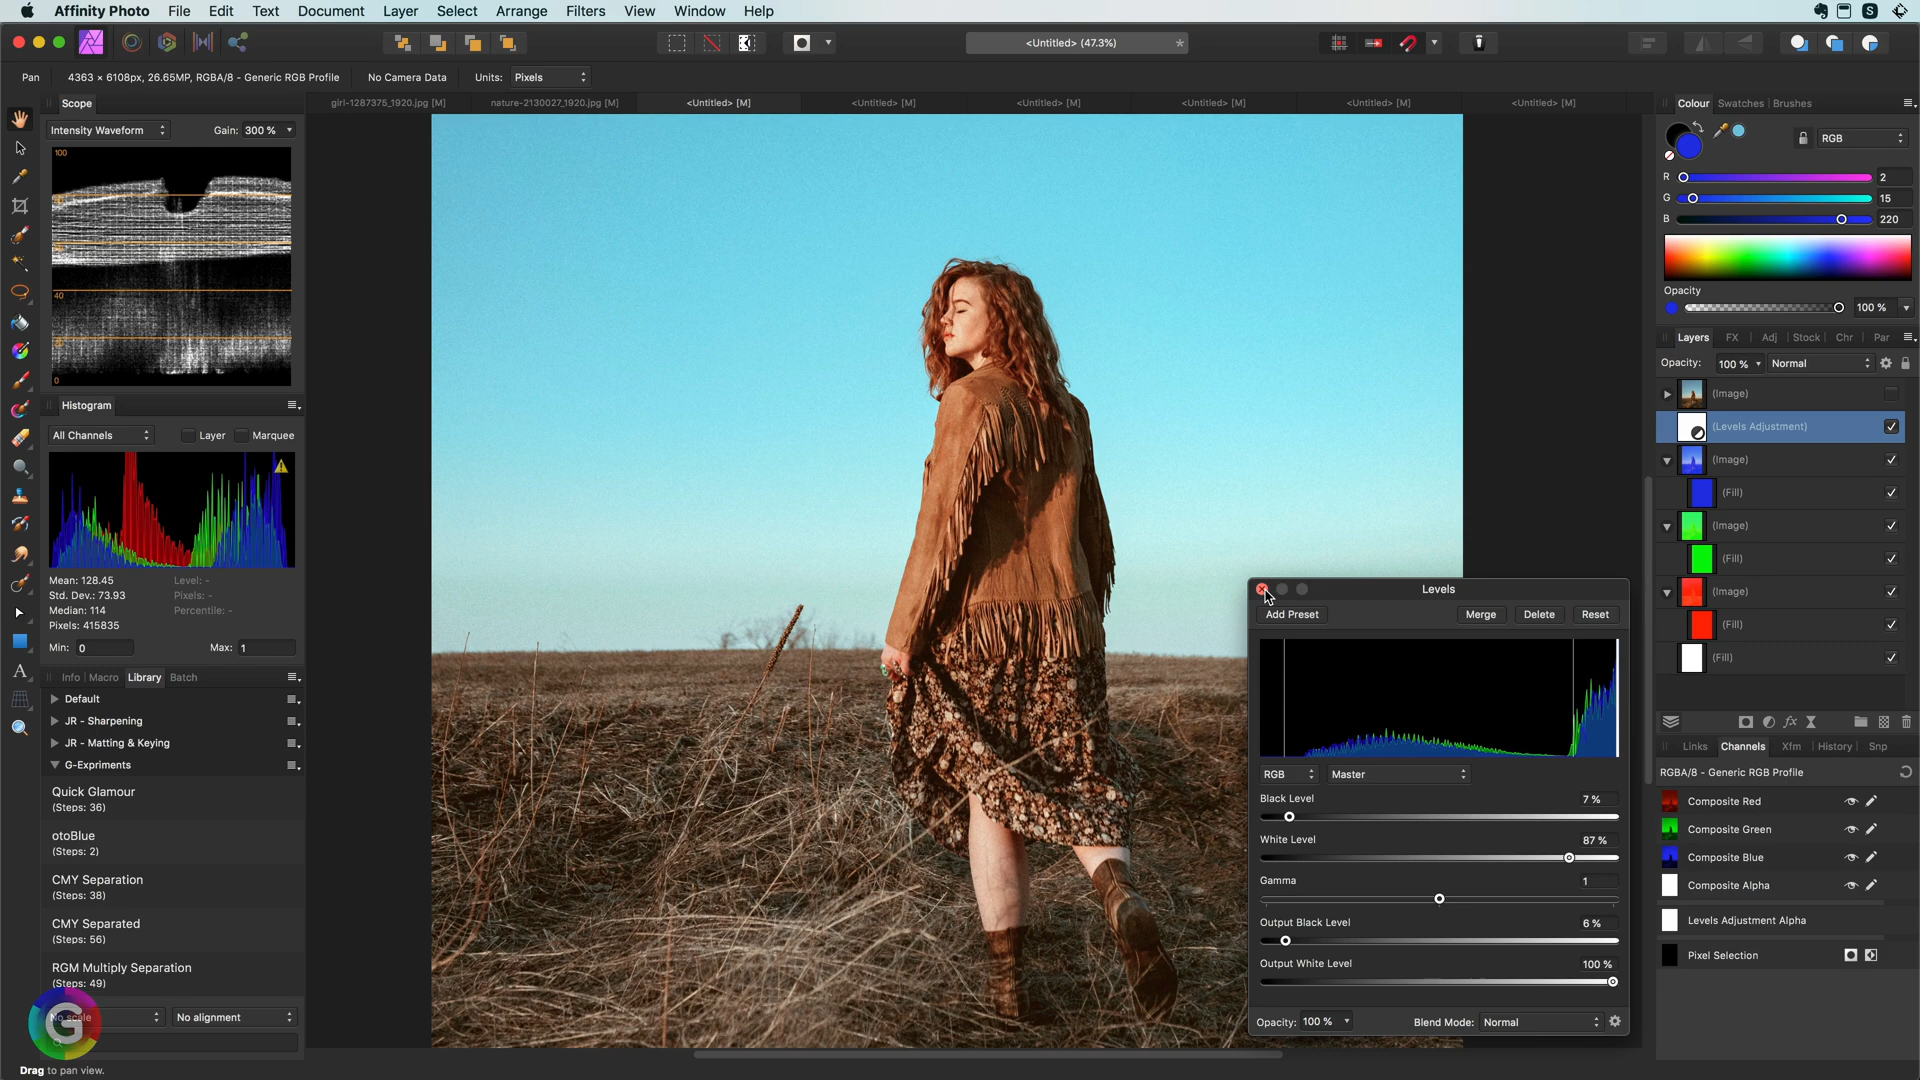 Affinity Photo File Edit Text Document Layer Select Arrange Filters View Window Help
<Untitled> (47.3%)
Pan 4363 × 6108px, 26.65MP, RGBA/8 - Generic RGB Profile No Camera Data Units: Pixels
Scope
girl-1287375_1920.jpg [M] nature-2130027_1920.jpg [M] <Untitled> [M] <Untitled> [M] <Untitled> [M] <Untitled> [M] <Untitled> [M] <Untitled> [M]
Intensity Waveform Gain: 300 %
100
40
0
Histogram
All Channels Layer Marquee
Mean: 128.45 Level: -
Std. Dev.: 73.93 Pixels: -
Median: 114 Percentile: -
Pixels: 415835
Min: 0 Max: 1
Info Macro Library Batch
Default
JR - Sharpening
JR - Matting & Keying
G-Expriments
Quick Glamour
(Steps: 36)
otoBlue
(Steps: 2)
CMY Separation
(Steps: 38)
CMY Separated
(Steps: 56)
RGM Multiply Separation
(Steps: 49)
No scale No alignment
G
Drag to pan view.
Levels
Add Preset Merge Delete Reset
RGB Master
Black Level 7 %
White Level 87 %
Gamma 1
Output Black Level 6 %
Output White Level 100 %
Opacity: 100 % Blend Mode: Normal
Colour Swatches Brushes
RGB
R 2
G 15
B 220
Opacity
100 %
Layers FX Adj Stock Chr Par
Opacity: 100 % Normal
(Image)
(Levels Adjustment)
(Image)
(Fill)
(Image)
(Fill)
(Image)
(Fill)
(Fill)
Links Channels Xfm History Snp
RGBA/8 - Generic RGB Profile
Composite Red
Composite Green
Composite Blue
Composite Alpha
Levels Adjustment Alpha
Pixel Selection